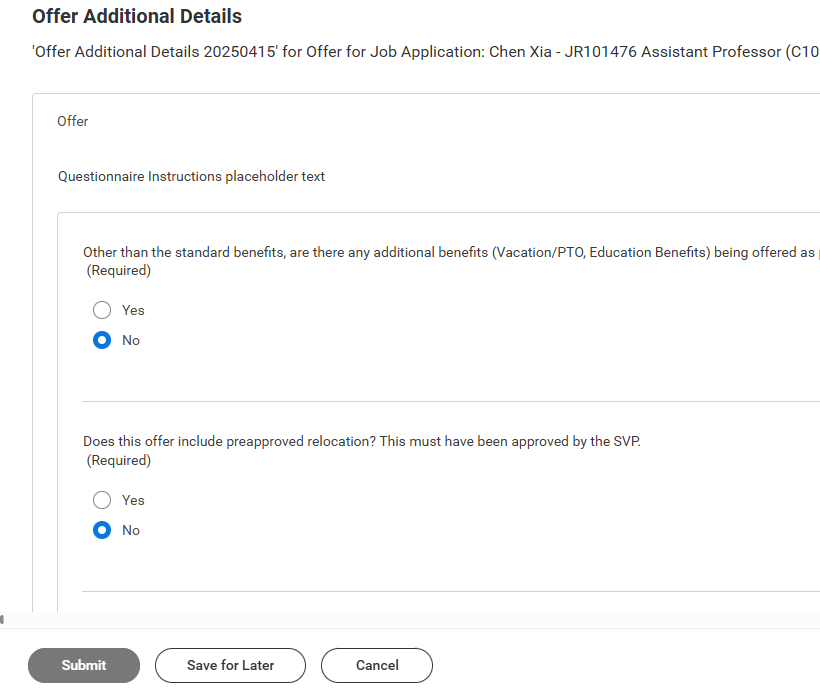 Offer Additional Details
'Offer Additional Details 20250415' for Offer for Job Application: Chen Xia - JR101476 Assistant Professor (C10
Offer
Questionnaire Instructions placeholder text
Other than the standard benefits, are there any additional benefits (Vacation/PTO, Education Benefits) being offered as
(Required)
Yes
No
Does this offer include preapproved relocation? This must have been approved by the SVP.
(Required)
Yes
No
Submit
Save for Later
Cancel